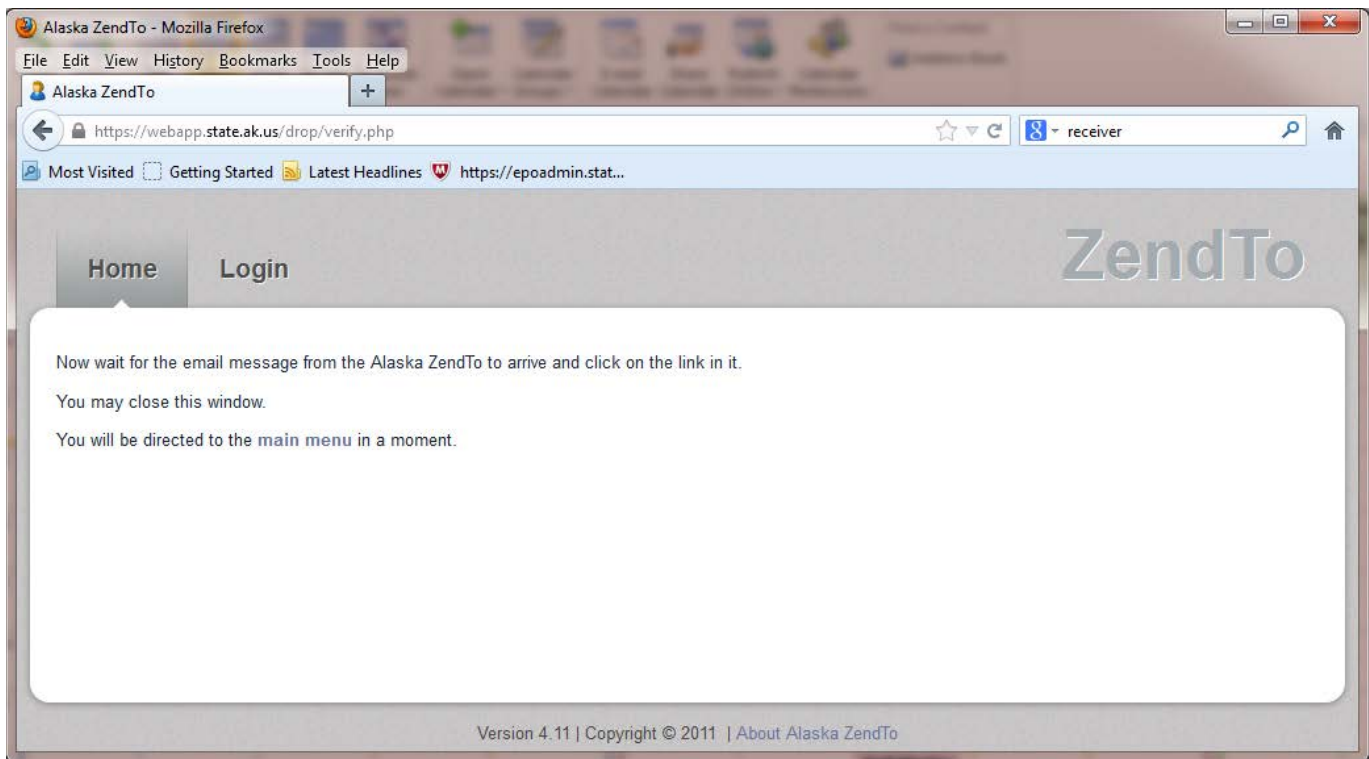 Alaska ZendTo - Mozilla Firefox
File Edit View History Bookmarks Tools Help
Alaska ZendTo +
https://webapp.state.ak.us/drop/verify.php 8 receiver
Most Visited Getting Started Latest Headlines https://epoadmin.stat...
ZendTo
Home Login
Now wait for the email message from the Alaska ZendTo to arrive and click on the link in it.
You may close this window.
You will be directed to the main menu in a moment.
Version 4.11 | Copyright © 2011 | About Alaska ZendTo